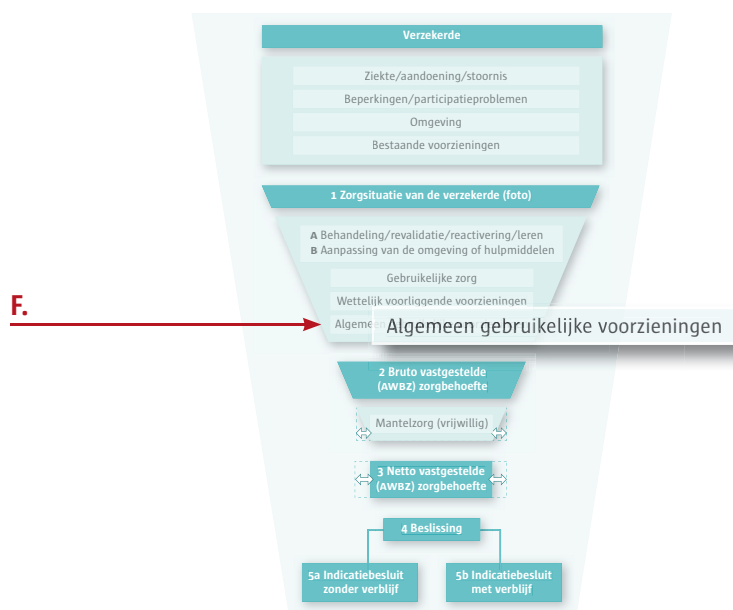 Verzekerde
Ziekte/aandoening/stoornis
Beperkingen/participatieproblemen
Omgeving
Bestaande voorzieningen
1 Zorgsituatie van de verzekerde (foto)
A Behandeling/revalidatie/reactivering/leren
B Aanpassing van de omgeving of hulpmiddelen
Gebruikelijke zorg
Wettelijk voorliggende voorzieningen
F.
Algemeen gebruikelijke voorzieningen
2 Bruto vastgestelde
(AWBZ) zorgbehoefte
Mantelzorg (vrijwillig)
3 Netto vastgestelde
(AWBZ) zorgbehoefte
4 Beslissing
5a Indicatiebesluit
zonder verblijf
5b Indicatiebesluit
met verblijf